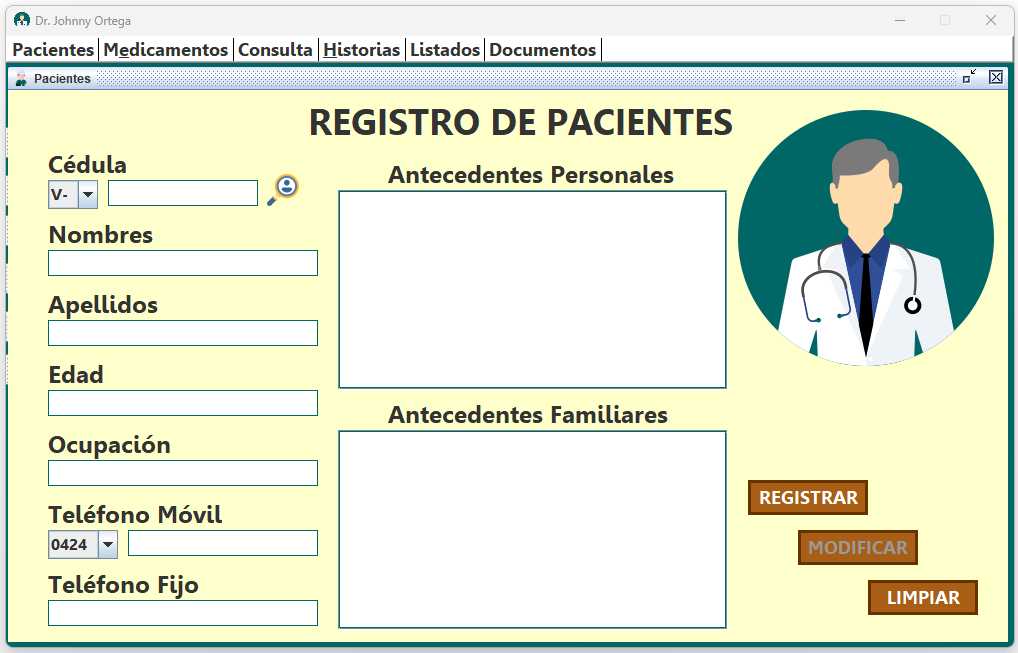 Dr. Johnny Ortega
Pacientes Medicamentos Consulta Historias Listados Documentos
Pacientes
REGISTRO DE PACIENTES
Cédula
V-
Nombres
Apellidos
Edad
Ocupación
Teléfono Móvil
0424
Teléfono Fijo
Antecedentes Personales
Antecedentes Familiares
REGISTRAR
MODIFICAR
LIMPIAR